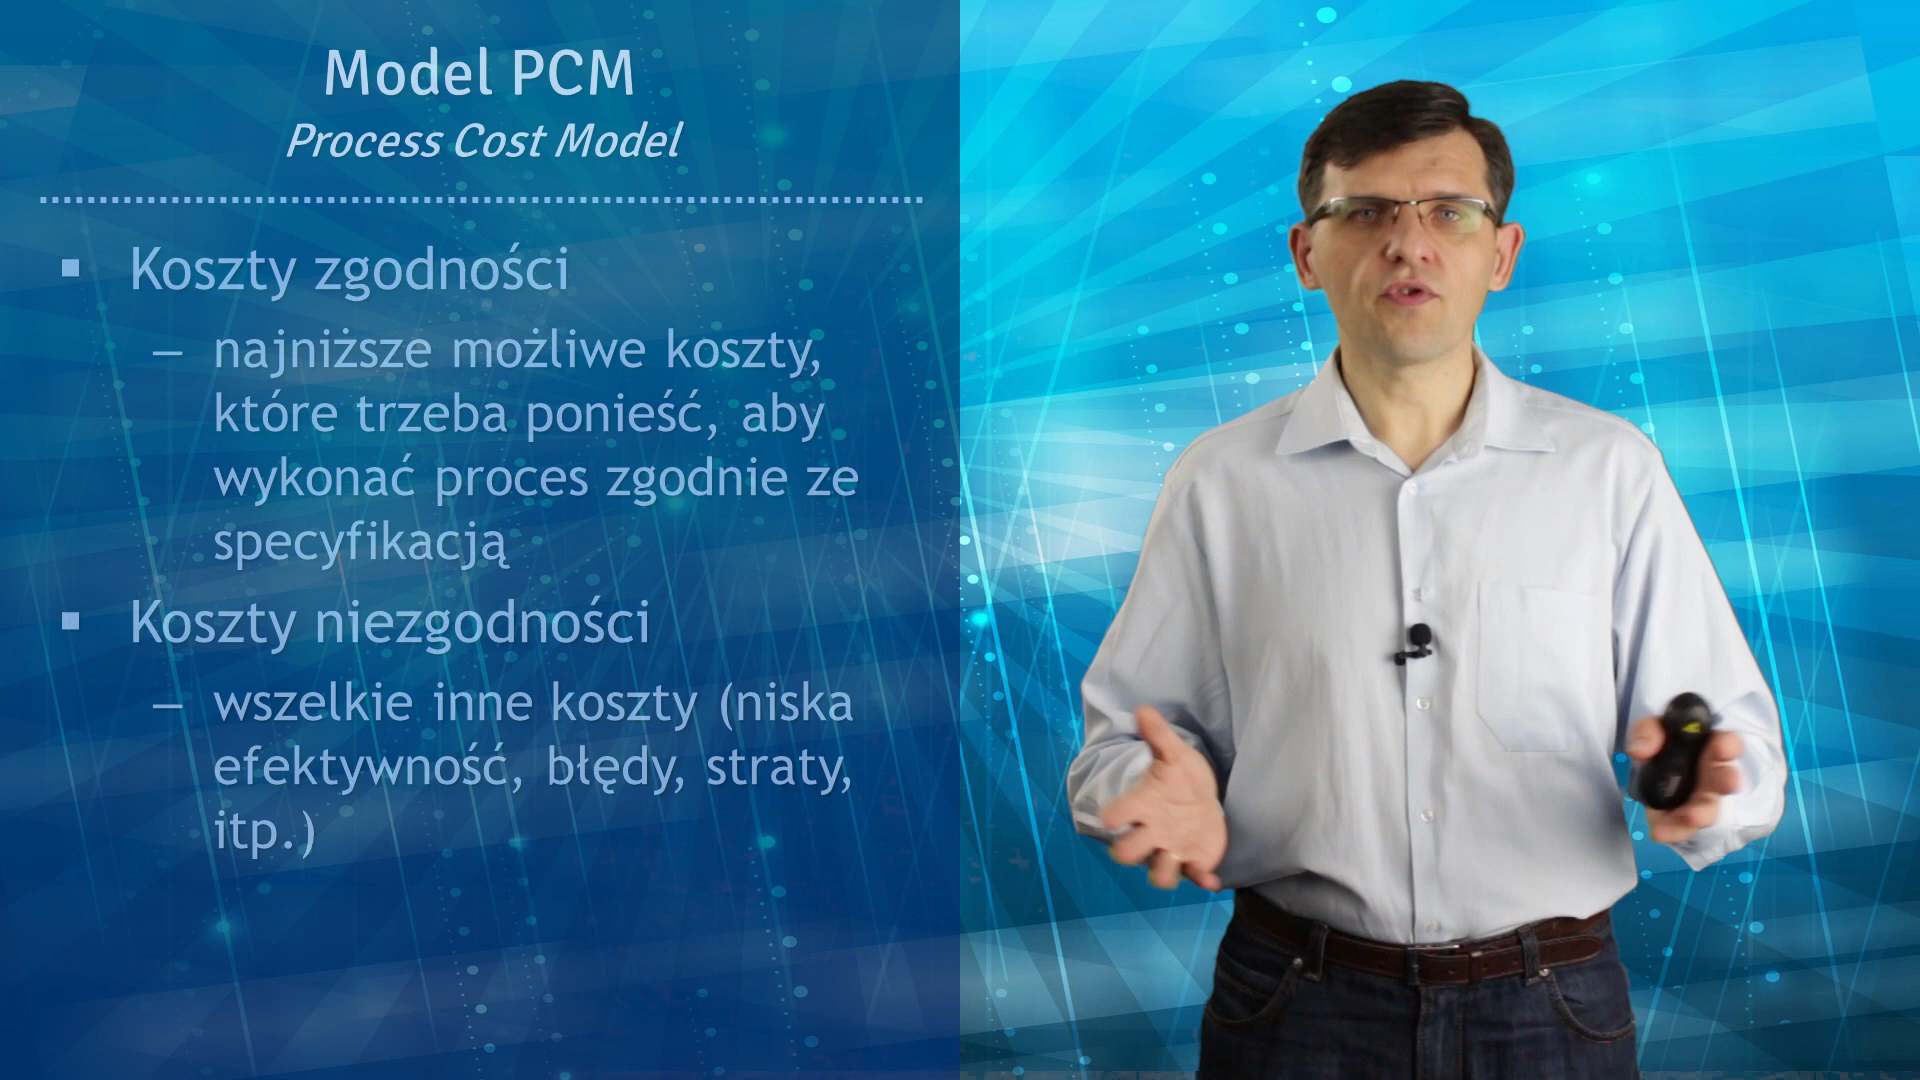 Model PCM
Process Cost Model
▪ Koszty zgodności
– najniższe możliwe koszty,
które trzeba ponieść, aby
wykonać proces zgodnie ze
specyfikacją
▪ Koszty niezgodności
– wszelkie inne koszty (niska
efektywność, błędy, straty,
itp.)